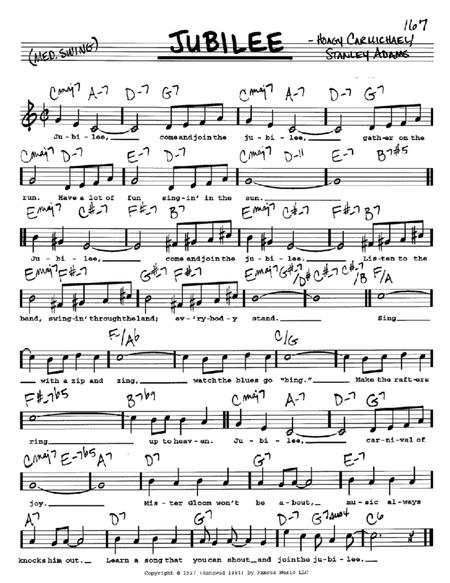 167
JUBILEE
(MED. SWING)
- HOAGY CARMICHAEL/
STANLEY ADAMS
Cmaj7 A-7 D-7 G7 Cmaj7 A-7 D-7 G7
Ju - bi - lee, come and join the ju - bi - lee, gath-er on the
Cmaj7 D-7 E-7 D-7 Cmaj7 D-11 E-7 B7#5
run. Have a lot of fun sing-in' in the sun.
Emaj7 C#-7 F#-7 B7
Ju - bi - lee, come and join the ju - bi - lee. Lis-ten to the
Emaj7 F#-7 G#-7 F#-7 Emaj7 G#-7/D# C#-7 C#-7/B F/A
band, swing-in' through the land; ev-'ry-bod-y stand. Sing
F-/Ab C/G
with a zip and zing, watch the blues go "bing." Make the raft-ers
F#-7b5 B7b9 Cmaj7 A-7 D-7 G7
ring up to heav-en. Ju - bi - lee, car-ni-val of
Cmaj7 E-7b5 A7 D7 G7 E-7
joy. Mis-ter Gloom won't be a-bout, mu-sic al-ways
A7 D7 G7 G7sus4 C6
knocks him out. Learn a song that you can shout and join the ju-bi-lee.
Copyright © 1937 (Renewed 1964) by Famous Music LLC